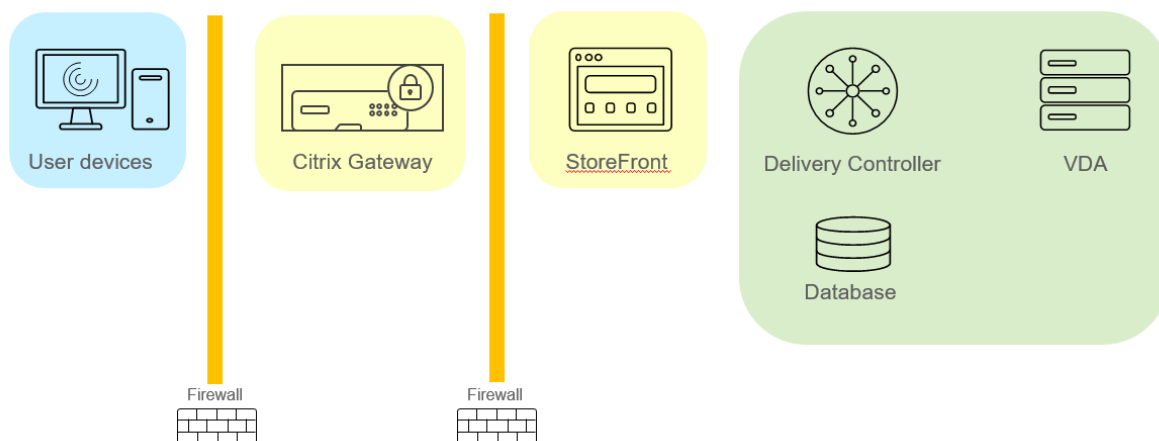 User devices
Citrix Gateway
StoreFront
Delivery Controller
VDA
Database
Firewall
Firewall